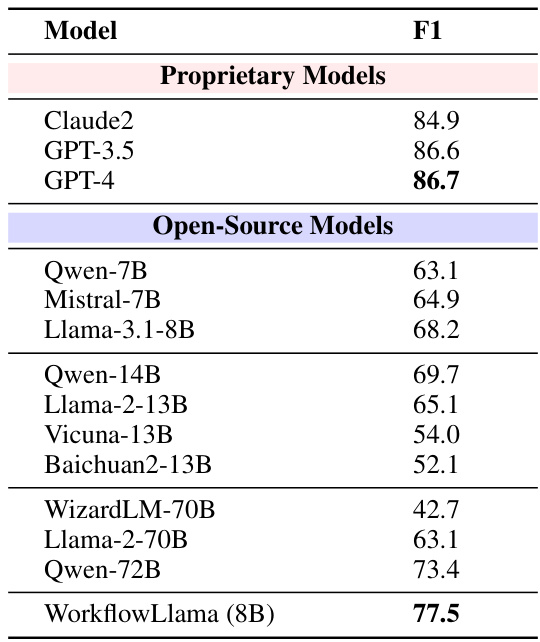 Model F1
Proprietary Models
Claude2 84.9
GPT-3.5 86.6
GPT-4 86.7
Open-Source Models
Qwen-7B 63.1
Mistral-7B 64.9
Llama-3.1-8B 68.2
Qwen-14B 69.7
Llama-2-13B 65.1
Vicuna-13B 54.0
Baichuan2-13B 52.1
WizardLM-70B 42.7
Llama-2-70B 63.1
Qwen-72B 73.4
WorkflowLlama (8B) 77.5